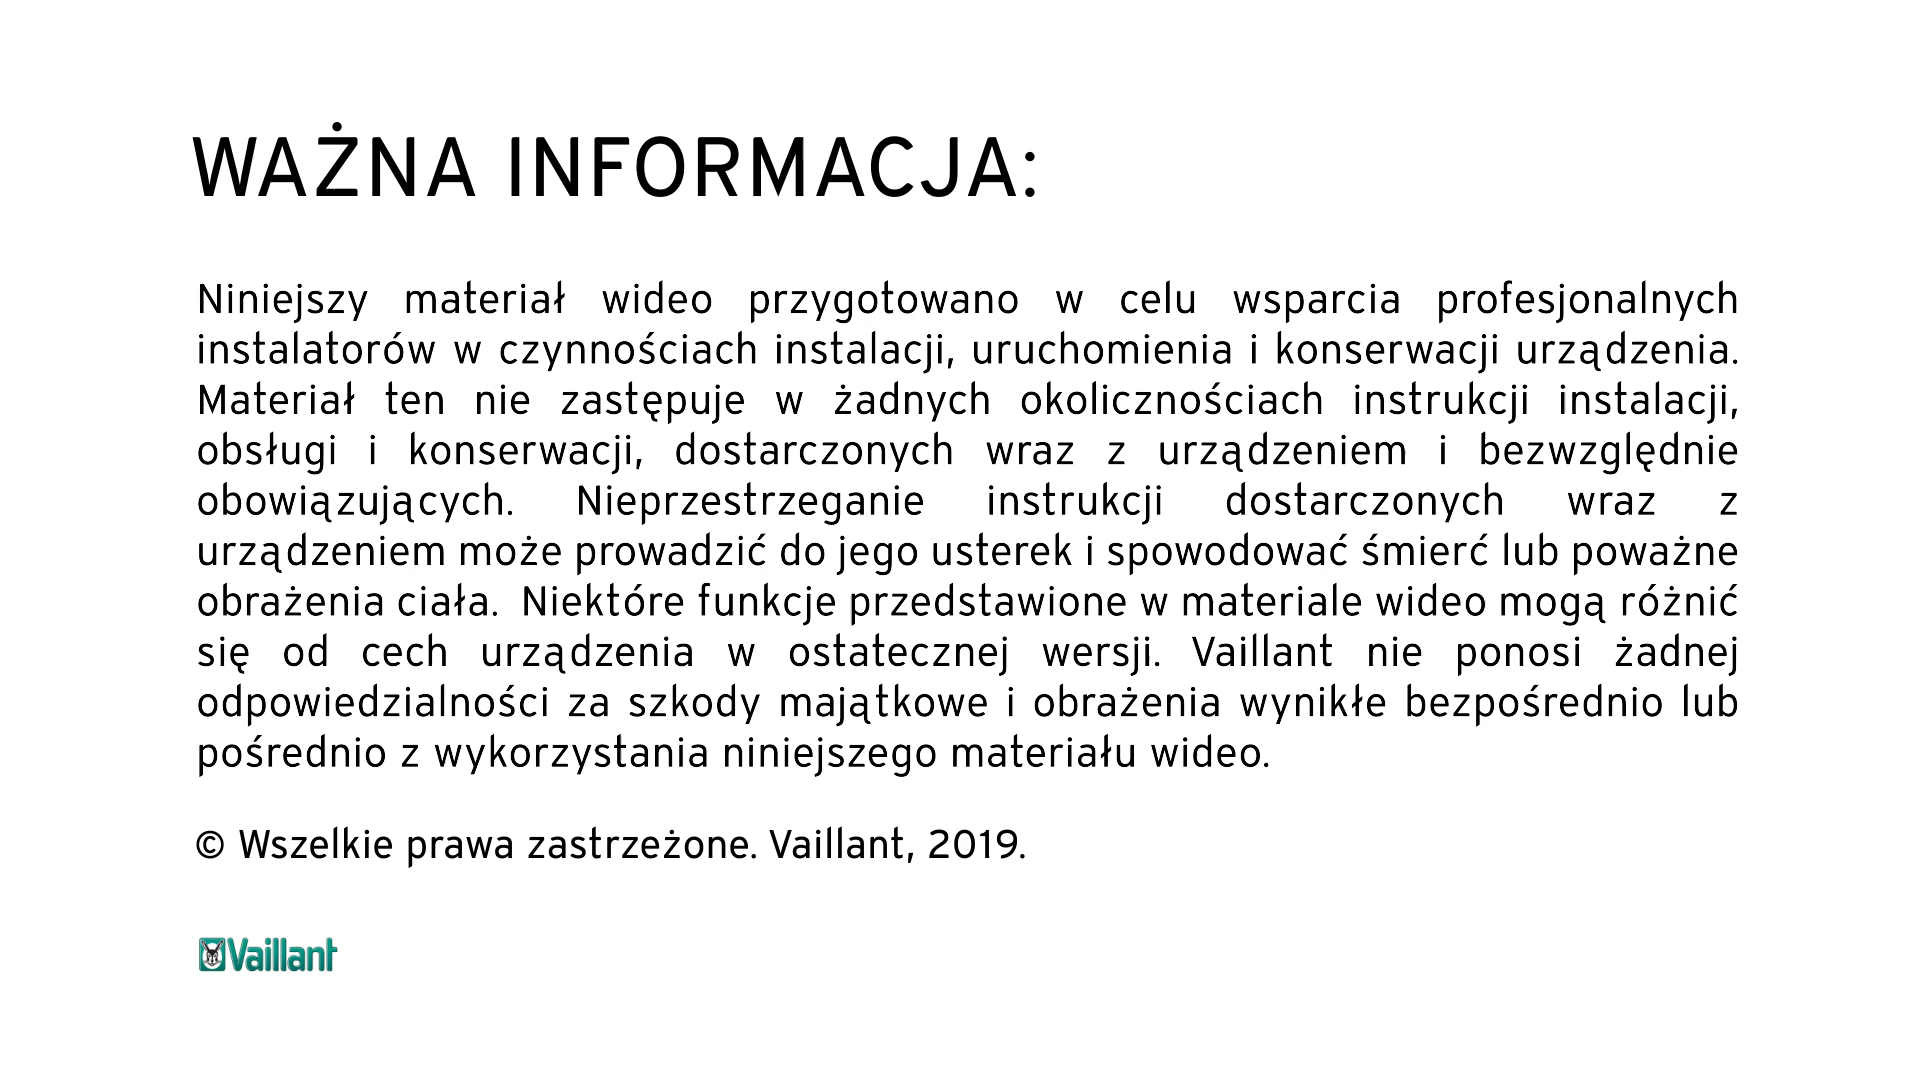 WAŻNA INFORMACJA:
Niniejszy materiał wideo przygotowano w celu wsparcia profesjonalnych
instalatorów w czynnościach instalacji, uruchomienia i konserwacji urządzenia.
Materiał ten nie zastępuje w żadnych okolicznościach instrukcji instalacji,
obsługi i konserwacji, dostarczonych wraz z urządzeniem i bezwzględnie
obowiązujących. Nieprzestrzeganie instrukcji dostarczonych wraz z
urządzeniem może prowadzić do jego usterek i spowodować śmierć lub poważne
obrażenia ciała. Niektóre funkcje przedstawione w materiale wideo mogą różnić
się od cech urządzenia w ostatecznej wersji. Vaillant nie ponosi żadnej
odpowiedzialności za szkody majątkowe i obrażenia wynikłe bezpośrednio lub
pośrednio z wykorzystania niniejszego materiału wideo.
© Wszelkie prawa zastrzeżone. Vaillant, 2019.
Vaillant